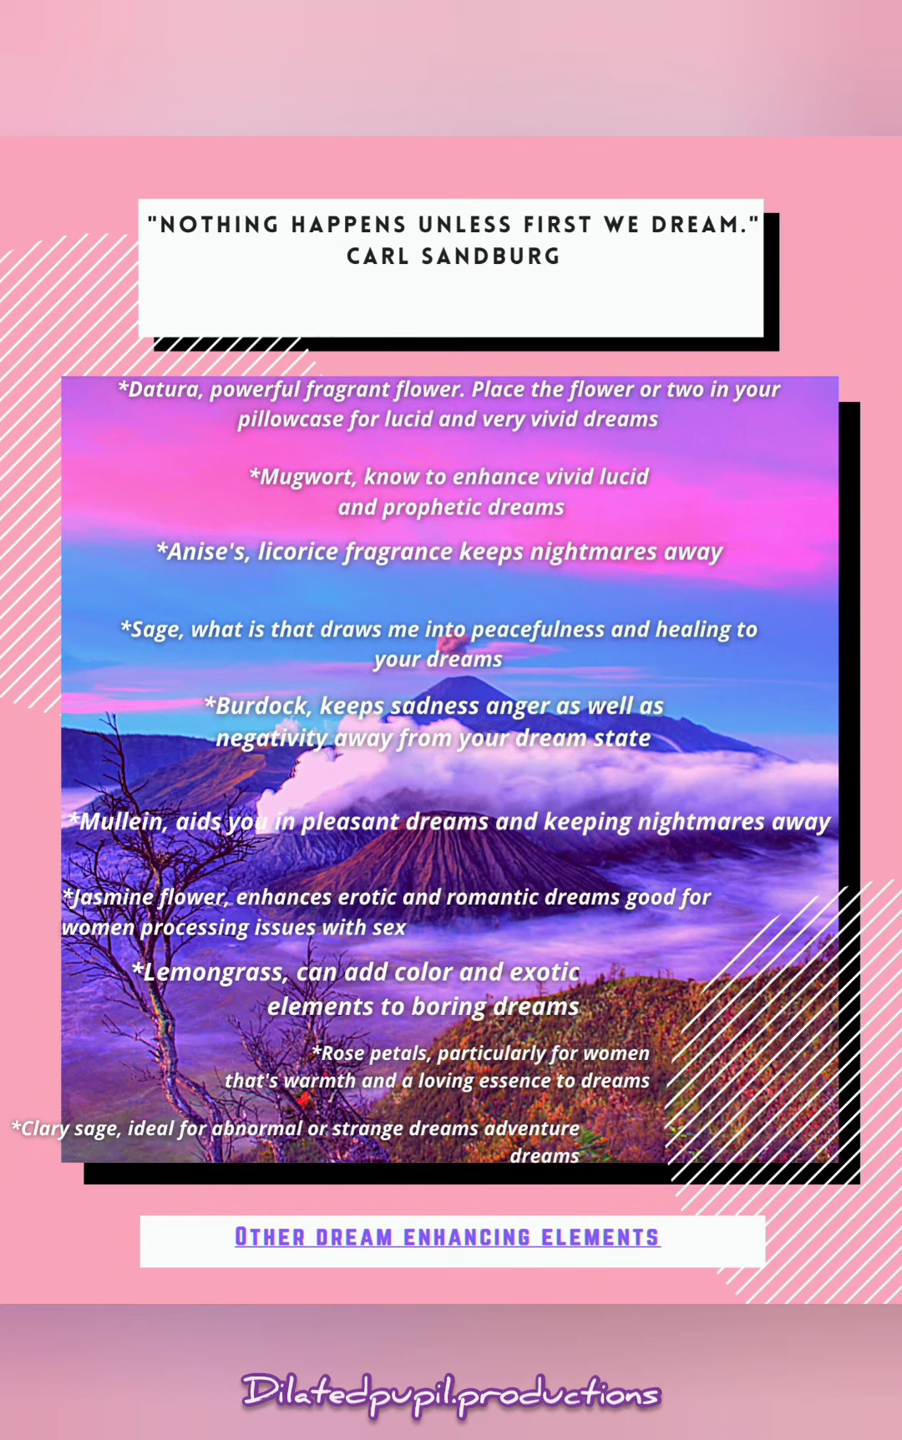 "NOTHING HAPPENS UNLESS FIRST WE DREAM."
CARL SANDBURG
*Datura, powerful fragrant flower. Place the flower or two in your
pillowcase for lucid and very vivid dreams
*Mugwort, know to enhance vivid lucid
and prophetic dreams
*Anise's, licorice fragrance keeps nightmares away
*Sage, what is that draws me into peacefulness and healing to
your dreams
*Burdock, keeps sadness anger as well as
negativity away from your dream state
*Mullein, aids you in pleasant dreams and keeping nightmares away
*Jasmine flower, enhances erotic and romantic dreams good for
women processing issues with sex
*Lemongrass, can add color and exotic
elements to boring dreams
*Rose petals, particularly for women
that's warmth and a loving essence to dreams
*Clary sage, ideal for abnormal or strange dreams adventure
dreams
OTHER DREAM ENHANCING ELEMENTS
Dilatedpupil.productions